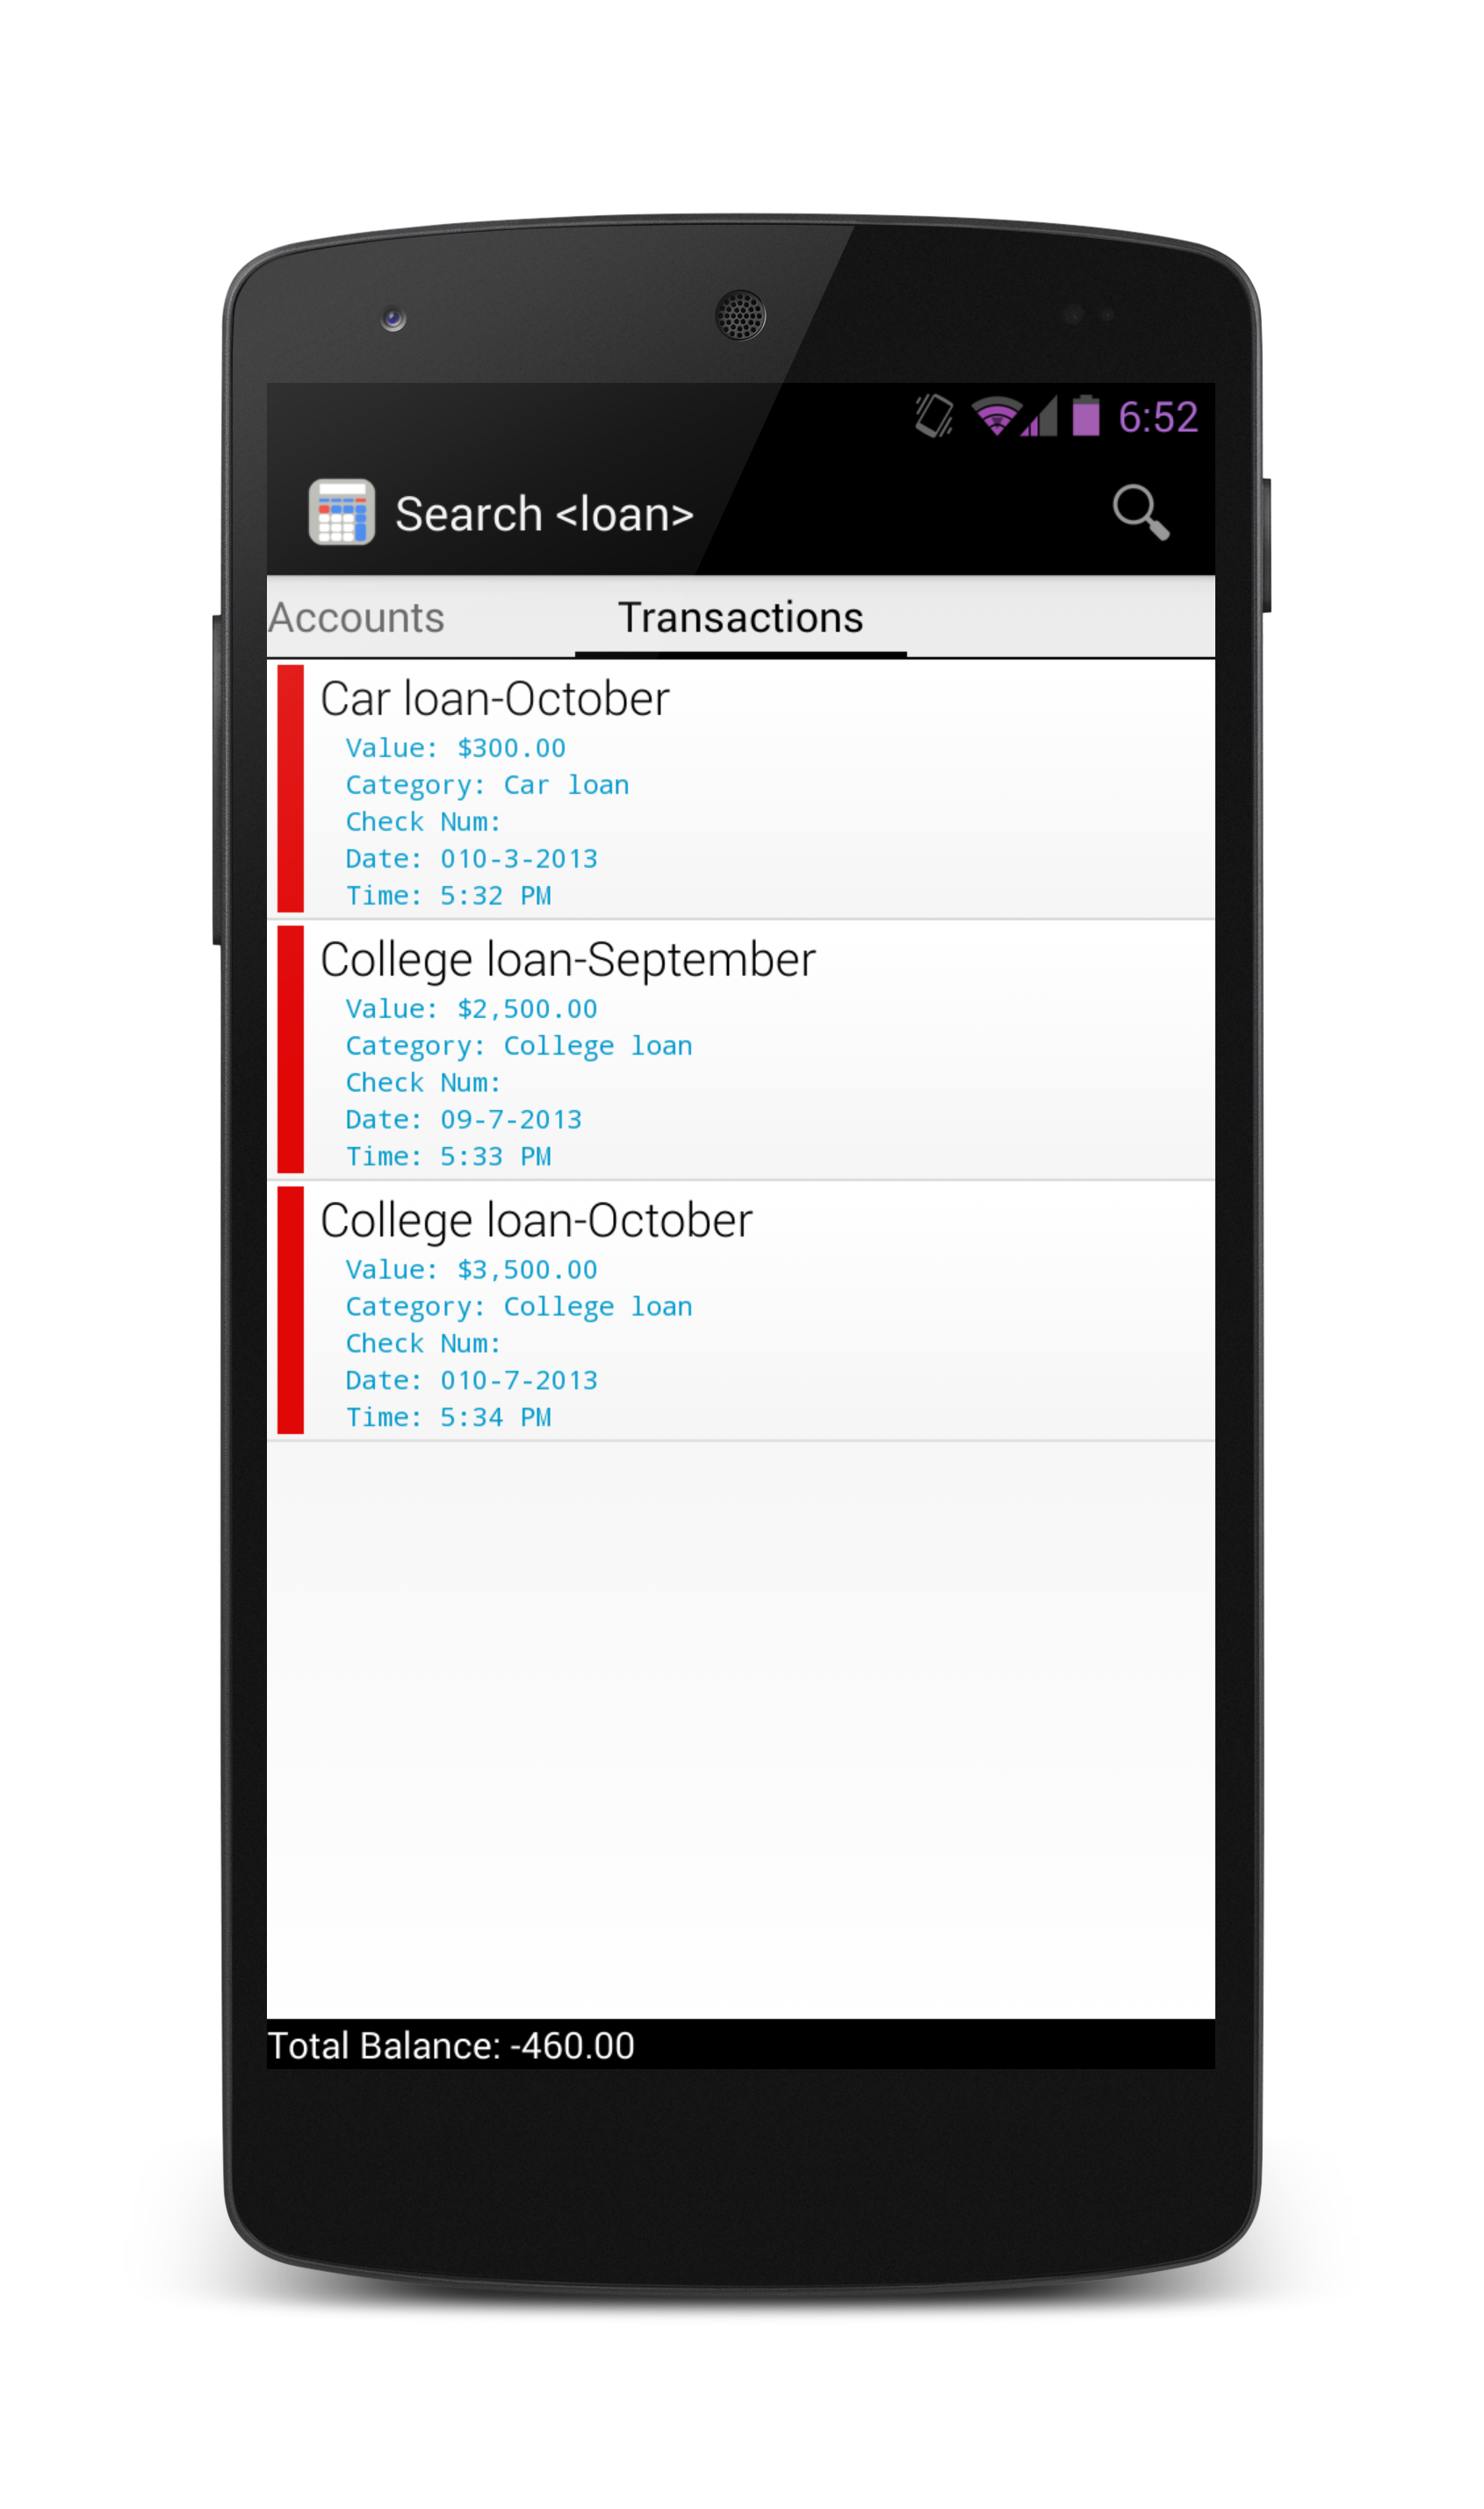 6:52
Search <loan>
Accounts Transactions
Car loan-October
Value: $300.00
Category: Car loan
Check Num:
Date: 010-3-2013
Time: 5:32 PM
College loan-September
Value: $2,500.00
Category: College loan
Check Num:
Date: 09-7-2013
Time: 5:33 PM
College loan-October
Value: $3,500.00
Category: College loan
Check Num:
Date: 010-7-2013
Time: 5:34 PM
Total Balance: -460.00